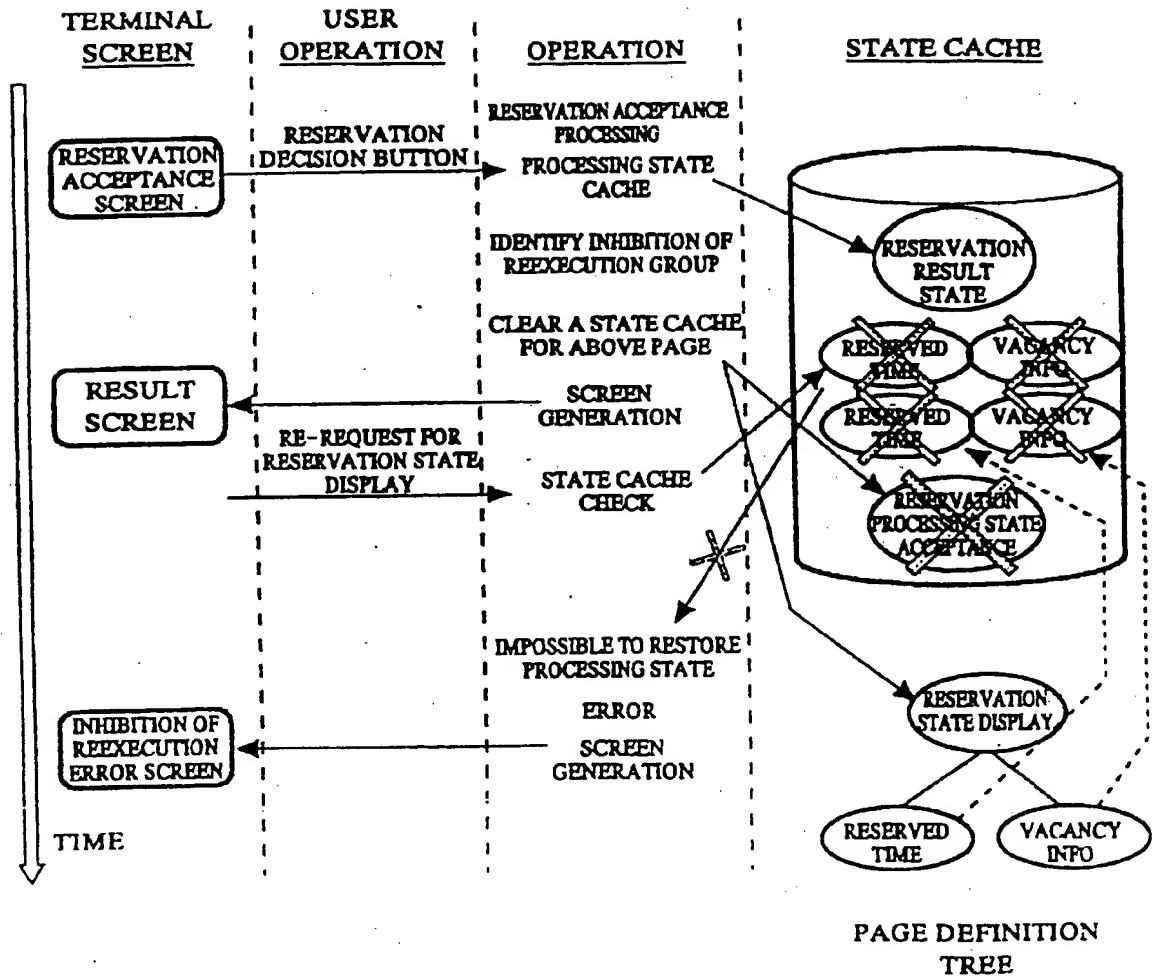 TERMINAL
SCREEN
USER
OPERATION
OPERATION
STATE CACHE
RESERVATION
ACCEPTANCE
SCREEN
RESERVATION
DECISION BUTTON
RESERVATION ACCEPTANCE
PROCESSING
PROCESSING STATE
CACHE
IDENTIFY INHIBITION OF
REEXECUTION GROUP
CLEAR A STATE CACHE
FOR ABOVE PAGE
RESERVATION
RESULT
STATE
RESERVED
TIME
VACANCY
INFO
RESERVED
TIME
VACANCY
INFO
RESERVATION
PROCESSING STATE
ACCEPTANCE
RESULT
SCREEN
SCREEN
GENERATION
RE-REQUEST FOR
RESERVATION STATE
DISPLAY
STATE CACHE
CHECK
IMPOSSIBLE TO RESTORE
PROCESSING STATE
ERROR
SCREEN
GENERATION
INHIBITION OF
REEXECUTION
ERROR SCREEN
RESERVATION
STATE DISPLAY
RESERVED
TIME
VACANCY
INFO
TIME
PAGE DEFINITION
TREE